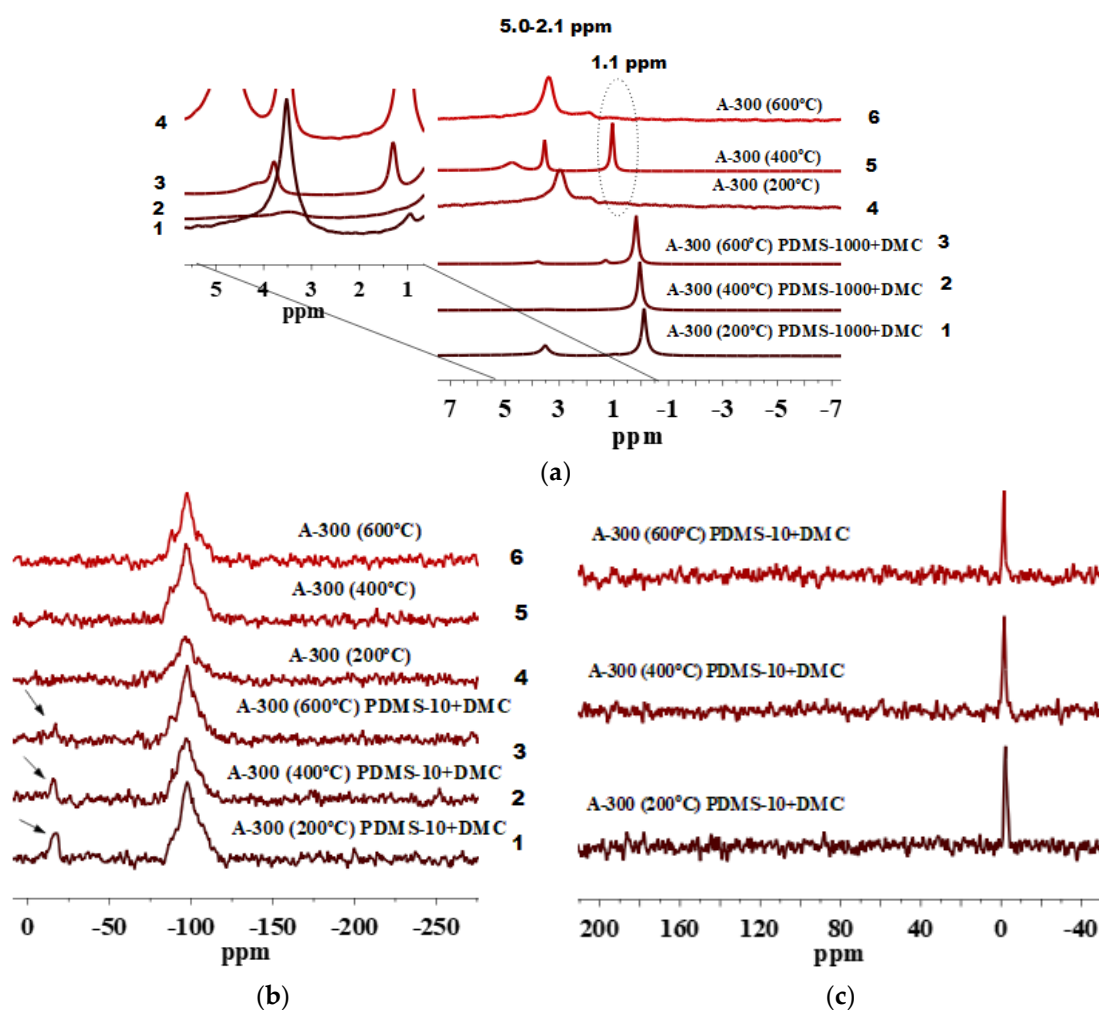 5.0-2.1 ppm
1.1 ppm
4
3
2
1
5 4 3 2 1
ppm
A-300 (600°C)
6
A-300 (400°C)
5
A-300 (200°C)
4
A-300 (600°C) PDMS-1000+DMC 3
A-300 (400°C) PDMS-1000+DMC 2
A-300 (200°C) PDMS-1000+DMC 1
7 5 3 1 -1 -3 -5 -7
ppm
(a)
A-300 (600°C)
6
A-300 (400°C)
5
A-300 (200°C)
4
A-300 (600°C) PDMS-10+DMC
3
A-300 (400°C) PDMS-10+DMC
2
A-300 (200°C) PDMS-10+DMC
1
0 -50 -100 -150 -200 -250
ppm
(b)
A-300 (600°C) PDMS-10+DMC
A-300 (400°C) PDMS-10+DMC
A-300 (200°C) PDMS-10+DMC
200 160 120 80 40 0 -40
ppm
(c)